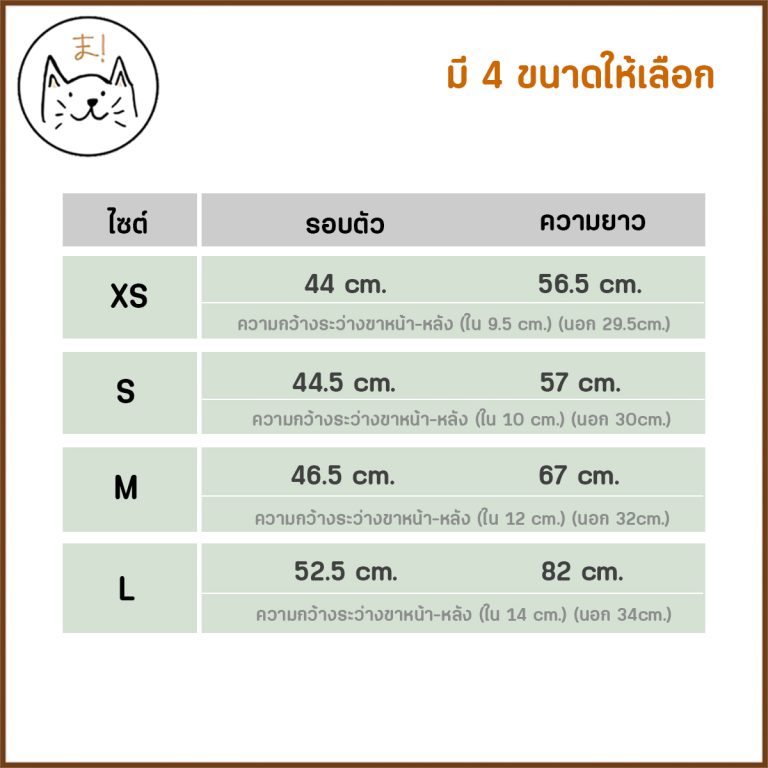 ま!
มี 4 ขนาดให้เลือก
ไซต์ รอบตัว ความยาว
XS 44 cm. 56.5 cm.
ความกว้างระว่างขาหน้า-หลัง (ใน 9.5 cm.) (นอก 29.5cm.)
S 44.5 cm. 57 cm.
ความกว้างระว่างขาหน้า-หลัง (ใน 10 cm.) (นอก 30cm.)
M 46.5 cm. 67 cm.
ความกว้างระว่างขาหน้า-หลัง (ใน 12 cm.) (นอก 32cm.)
L 52.5 cm. 82 cm.
ความกว้างระว่างขาหน้า-หลัง (ใน 14 cm.) (นอก 34cm.)